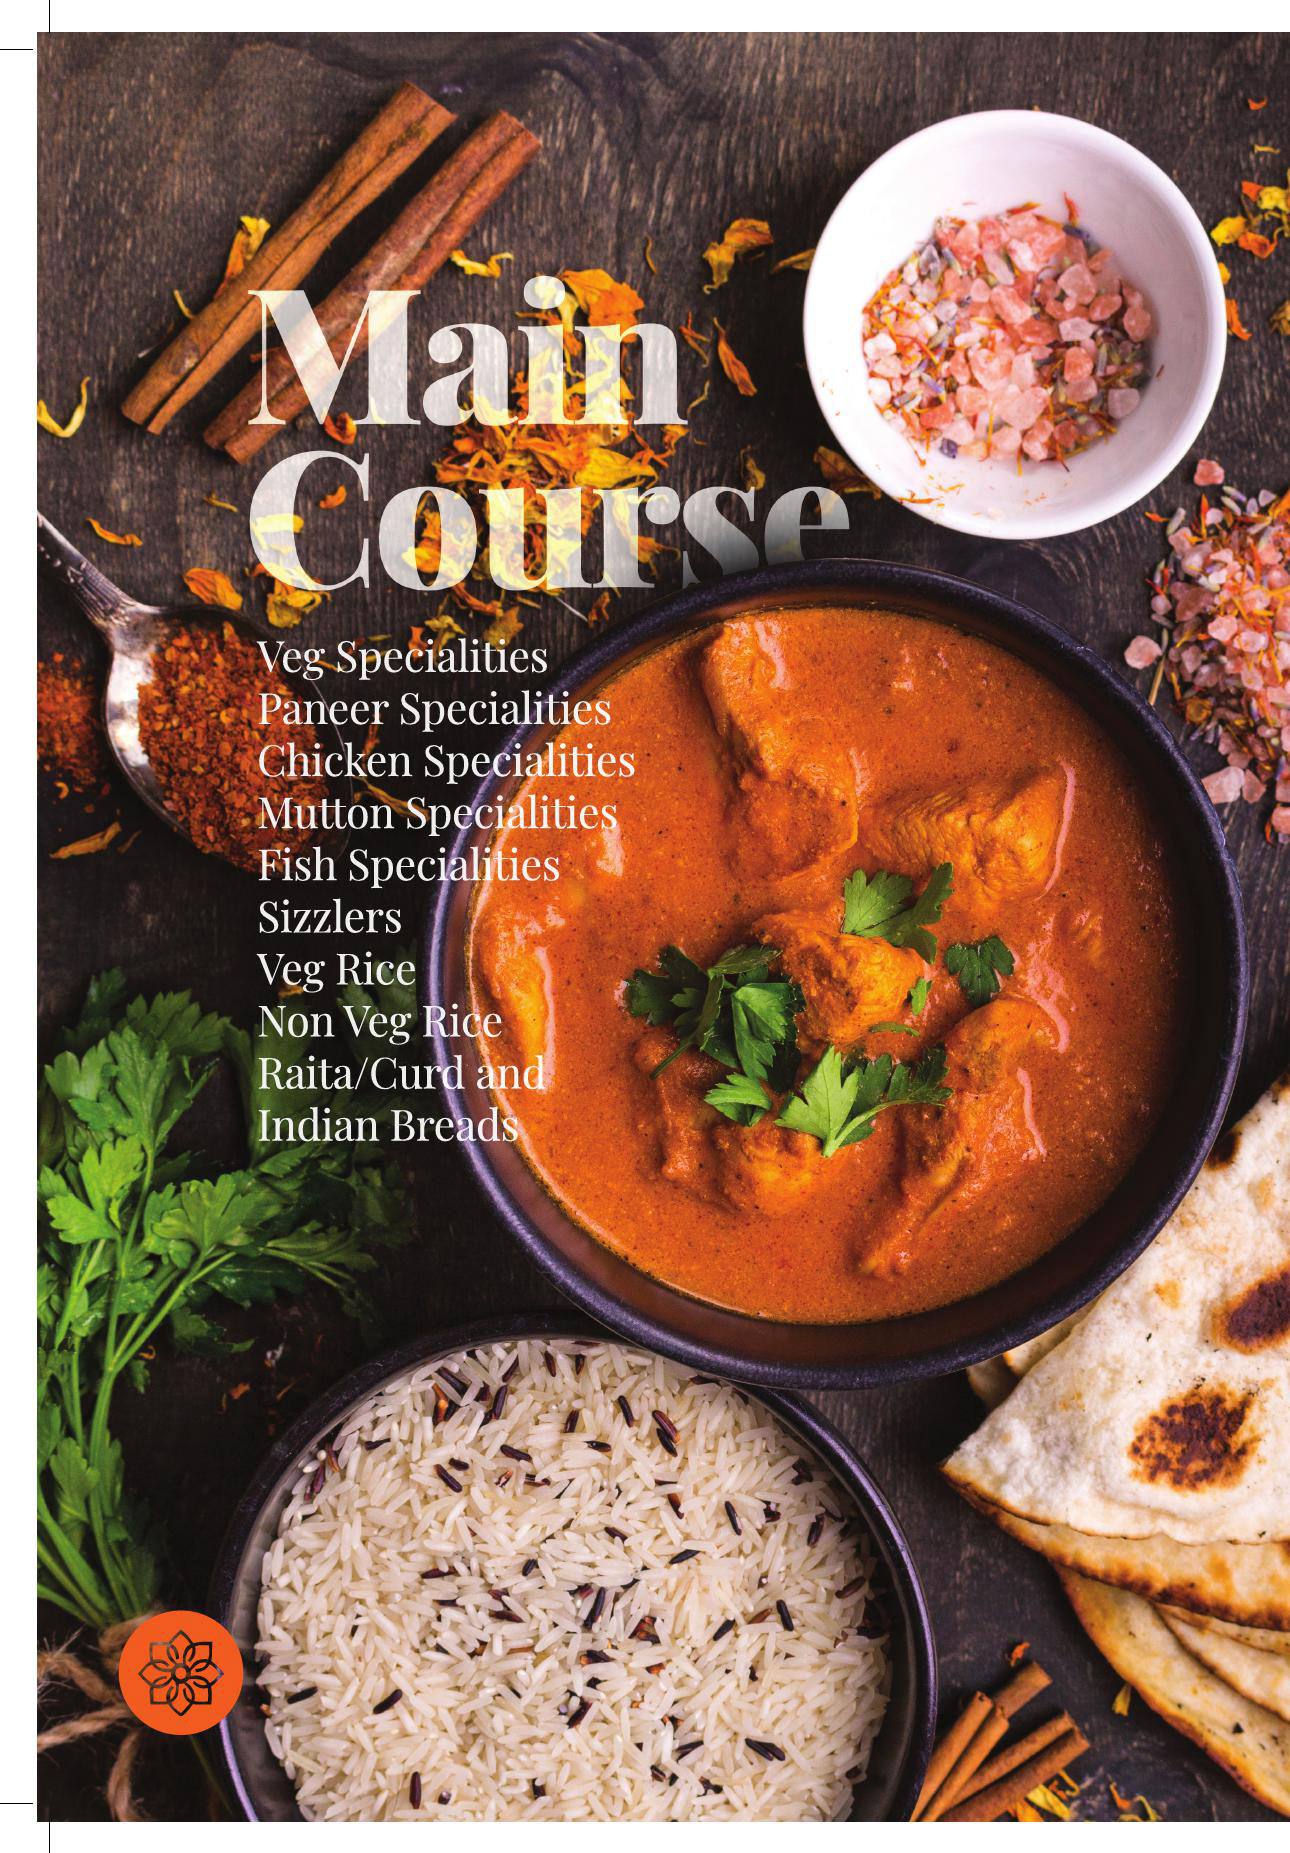 Main
Course
Veg Specialities
Paneer Specialities
Chicken Specialities
Mutton Specialities
Fish Specialities
Sizzlers
Veg Rice
Non Veg Rice
Raita/Curd and
Indian Breads